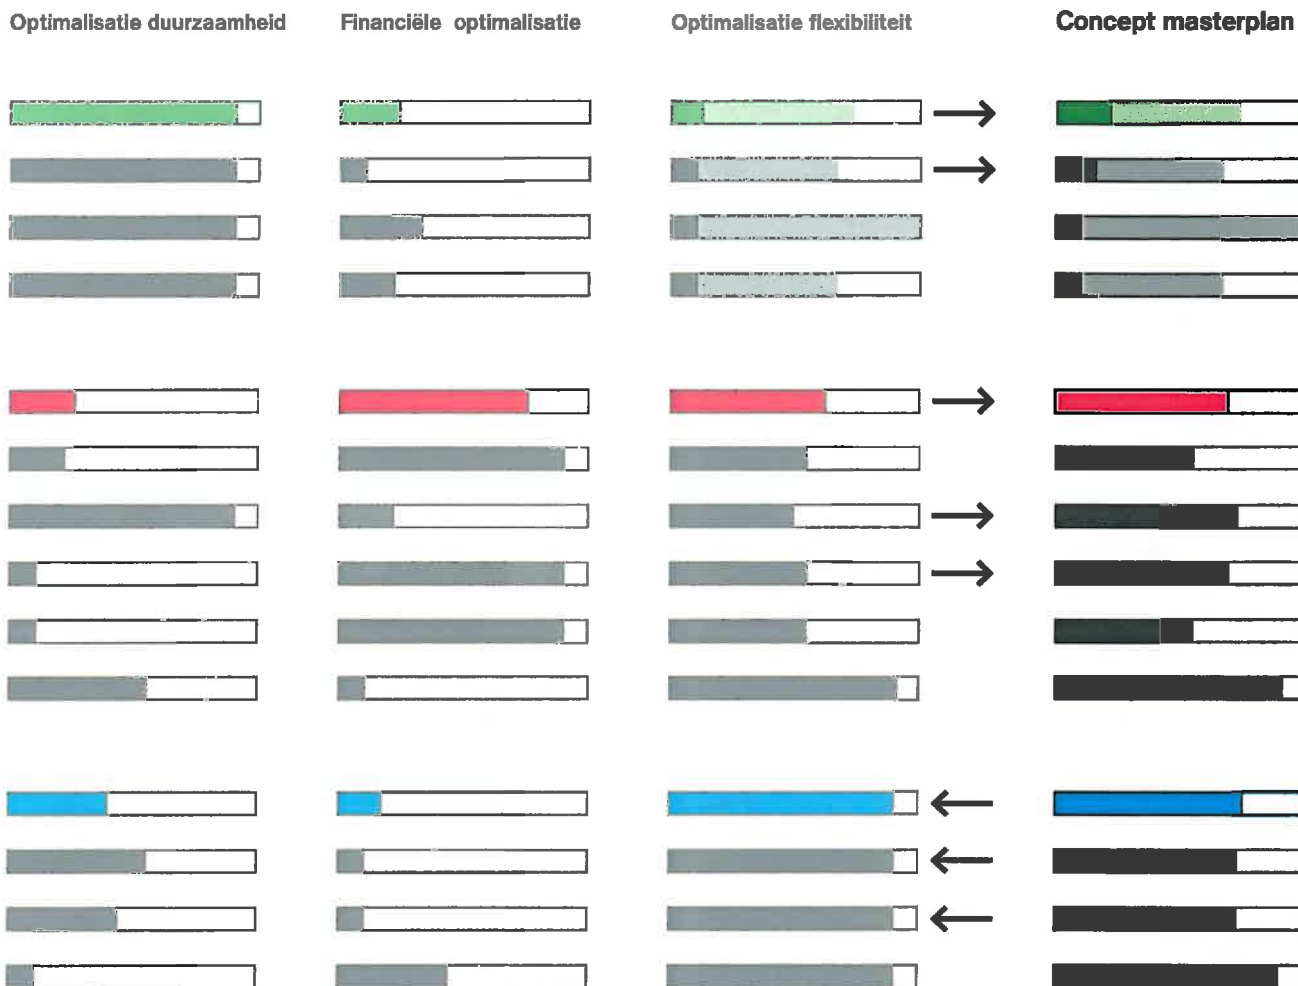 Optimalisatie duurzaamheid
Financiële optimalisatie
Optimalisatie flexibiliteit
Concept masterplan